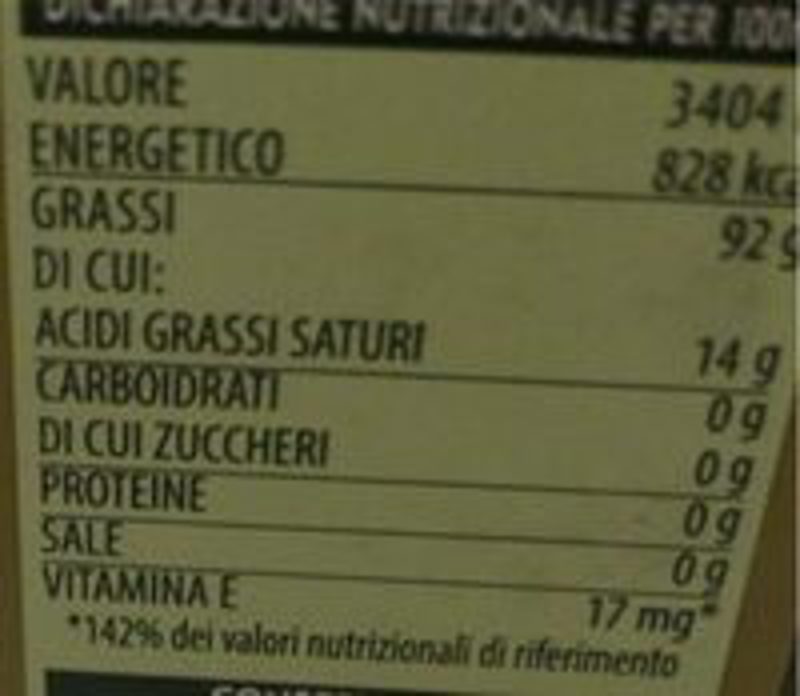 DICHIARAZIONE NUTRIZIONALE PER
VALORE 3404
ENERGETICO 828 kca
GRASSI 92 g
DI CUI:
ACIDI GRASSI SATURI 14 g
CARBOIDRATI 0 g
DI CUI ZUCCHERI 0 g
PROTEINE 0 g
SALE 0 g
VITAMINA E 17 mg*
*142% dei valori nutrizionali di riferimento